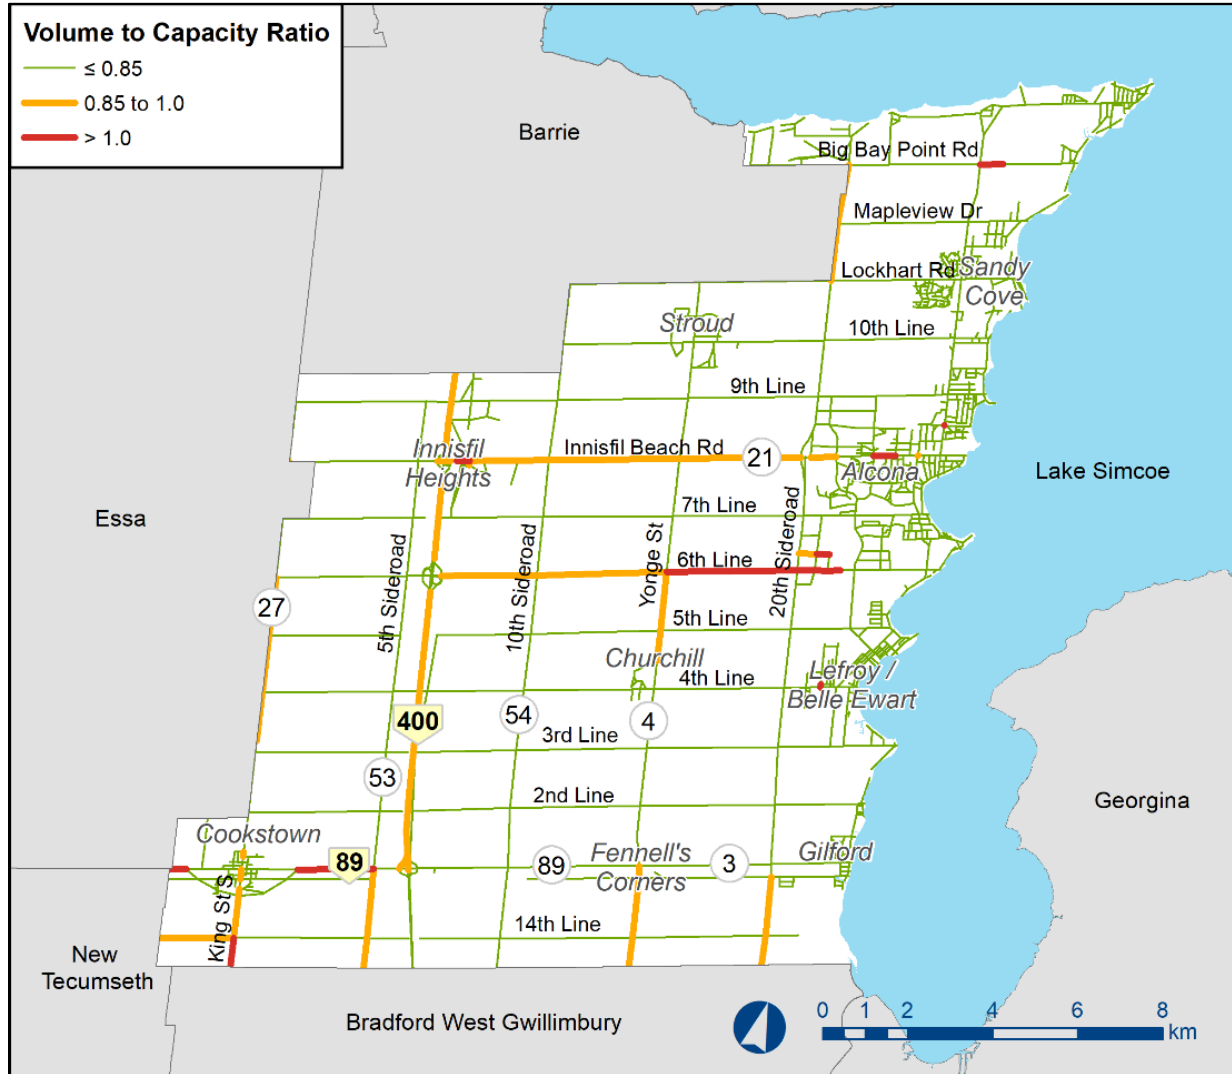 Volume to Capacity Ratio
≤ 0.85
0.85 to 1.0
> 1.0
Barrie
Big Bay Point Rd
Mapleview Dr
Lockhart Rd
Sandy
Cove
Stroud
10th Line
9th Line
Innisfil
Heights
Innisfil Beach Rd
21
Alcona
Lake Simcoe
Essa
7th Line
6th Line
5th Sideroad
10th Sideroad
Yonge St
20th Sideroad
27
5th Line
Churchill
4th Line
Lefroy /
Belle Ewart
400
54
4
3rd Line
53
2nd Line
Georgina
Cookstown
89
89
Fennell's
Corners
3
Gilford
King St S
14th Line
New
Tecumseth
Bradford West Gwillimbury
0 1 2 4 6 8
km